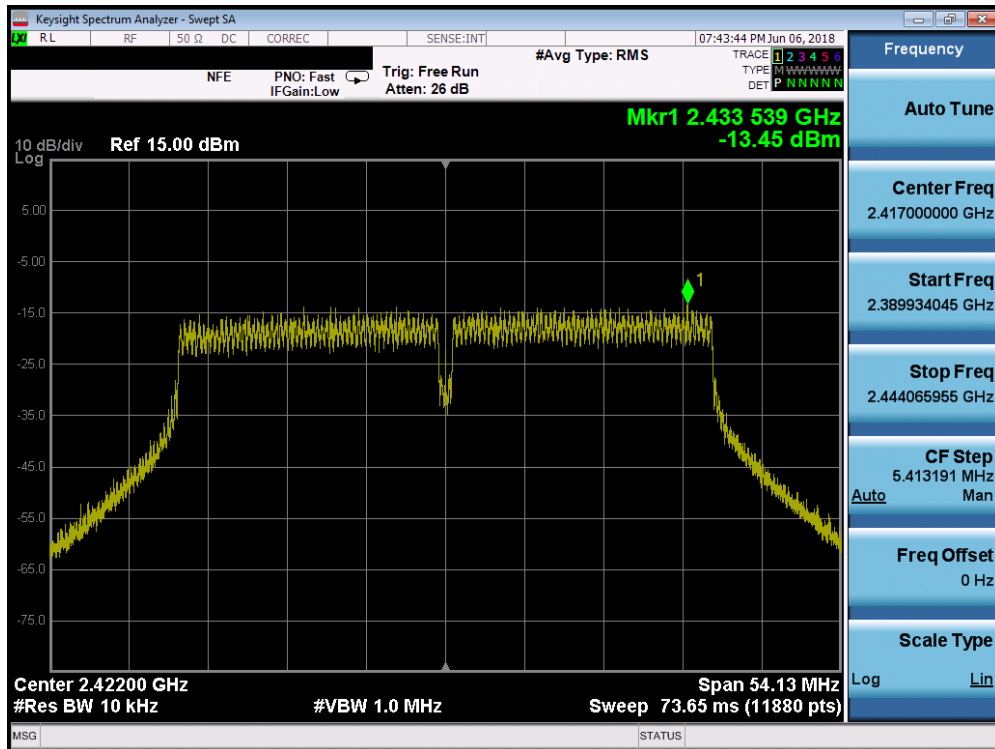 Keysight Spectrum Analyzer - Swept SA
LXI RL RF 50 Ω DC CORREC SENSE:INT 07:43:44 PM Jun 06, 2018
#Avg Type: RMS TRACE 1 2 3 4 5 6
NFE PNO: Fast Trig: Free Run TYPE M WWWWW
IFGain:Low Atten: 26 dB DET P N N N N N
Mkr1 2.433 539 GHz
-13.45 dBm
10 dB/div Ref 15.00 dBm
Log
1
5.00
-5.00
-15.0
-25.0
-35.0
-45.0
-55.0
-65.0
-75.0
Center 2.42200 GHz Span 54.13 MHz
#Res BW 10 kHz #VBW 1.0 MHz Sweep 73.65 ms (11880 pts)
MSG STATUS
Frequency
Auto Tune
Center Freq
2.417000000 GHz
Start Freq
2.389934045 GHz
Stop Freq
2.444065955 GHz
CF Step
5.413191 MHz
Auto Man
Freq Offset
0 Hz
Scale Type
Log Lin